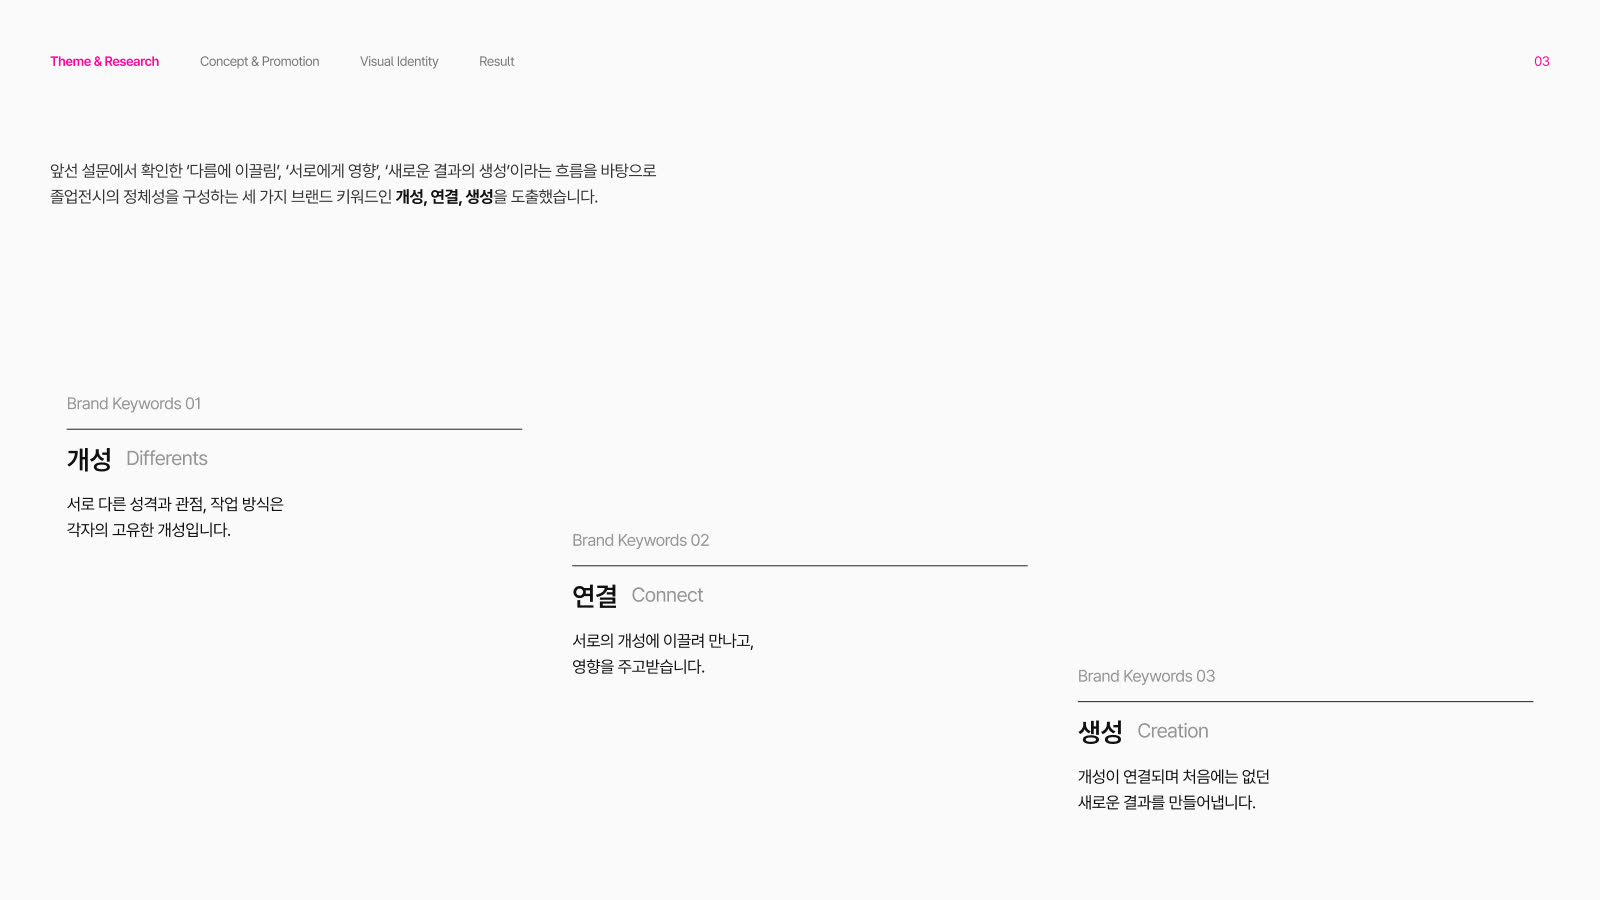 Theme & Research
Concept & Promotion
Visual Identity
Result
03
앞선 설문에서 확인한 ‘다름에 이끌림’, ‘서로에게 영향’, ‘새로운 결과의 생성’이라는 흐름을 바탕으로
졸업전시의 정체성을 구성하는 세 가지 브랜드 키워드인 개성, 연결, 생성을 도출했습니다.
Brand Keywords 01
개성 Differents
서로 다른 성격과 관점, 작업 방식은
각자의 고유한 개성입니다.
Brand Keywords 02
연결 Connect
서로의 개성에 이끌려 만나고,
영향을 주고받습니다.
Brand Keywords 03
생성 Creation
개성이 연결되며 처음에는 없던
새로운 결과를 만들어냅니다.